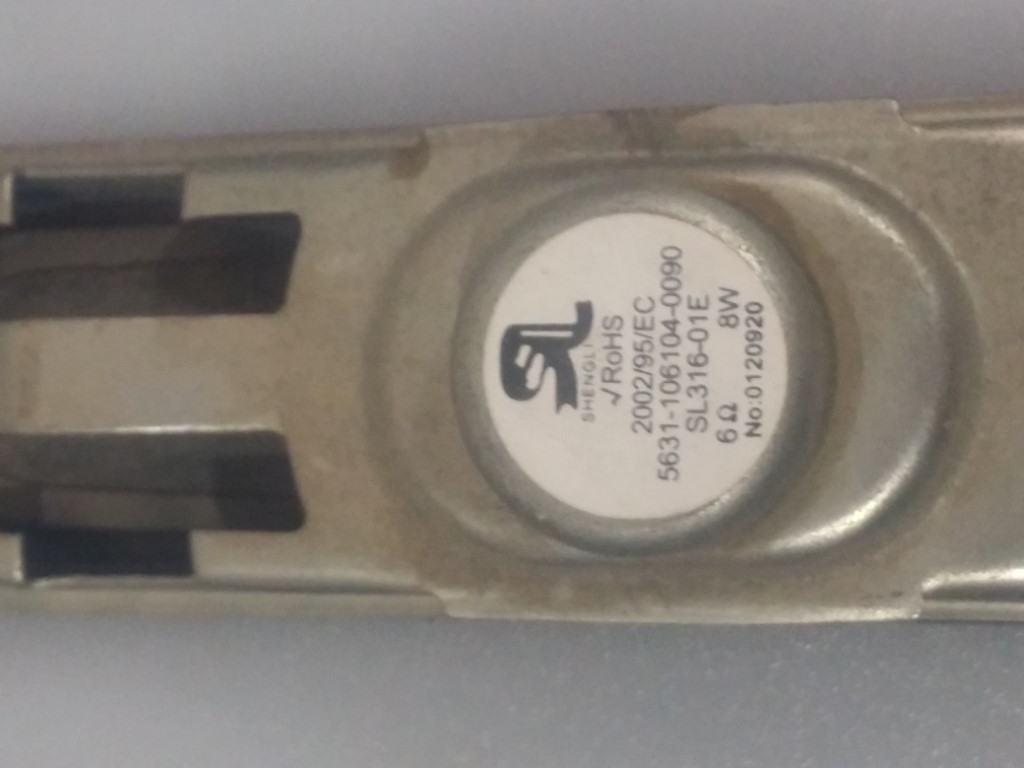 SL
SHENGLI
√RoHS
2002/95/EC
5631-106104-0090
SL316-01E
6Ω 8W
No:0120920